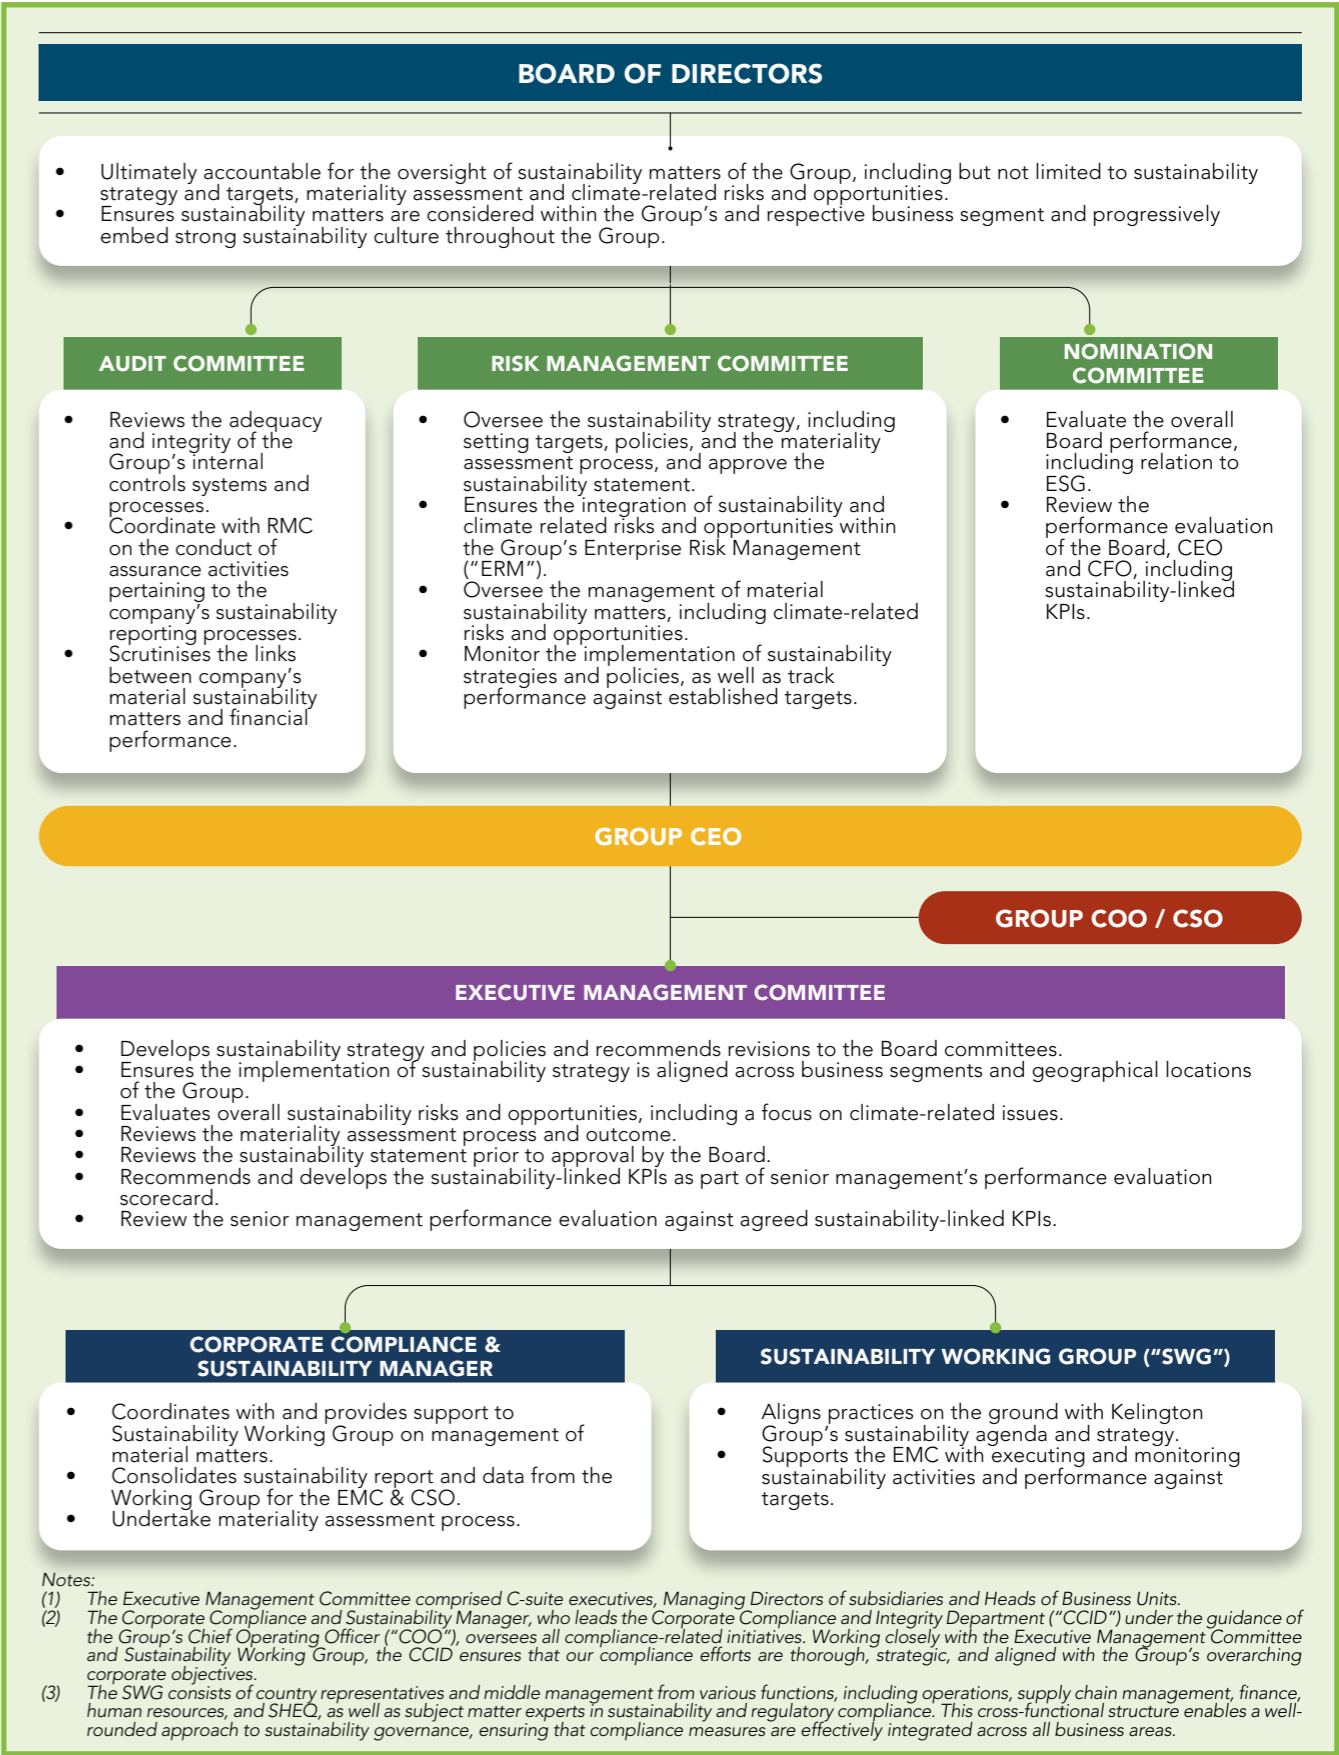 BOARD OF DIRECTORS
• Ultimately accountable for the oversight of sustainability matters of the Group, including but not limited to sustainability
strategy and targets, materiality assessment and climate-related risks and opportunities.
• Ensures sustainability matters are considered within the Group's and respective business segment and progressively
embed strong sustainability culture throughout the Group.
AUDIT COMMITTEE
• Reviews the adequacy
and integrity of the
Group's internal
controls systems and
processes.
• Coordinate with RMC
on the conduct of
assurance activities
pertaining to the
company's sustainability
reporting processes.
• Scrutinises the links
between company's
material sustainability
matters and financial
performance.
RISK MANAGEMENT COMMITTEE
• Oversee the sustainability strategy, including
setting targets, policies, and the materiality
assessment process, and approve the
sustainability statement.
• Ensures the integration of sustainability and
climate related risks and opportunities within
the Group's Enterprise Risk Management
("ERM").
• Oversee the management of material
sustainability matters, including climate-related
risks and opportunities.
• Monitor the implementation of sustainability
strategies and policies, as well as track
performance against established targets.
NOMINATION
COMMITTEE
• Evaluate the overall
Board performance,
including relation to
ESG.
• Review the
performance evaluation
of the Board, CEO
and CFO, including
sustainability-linked
KPIs.
GROUP CEO
GROUP COO / CSO
EXECUTIVE MANAGEMENT COMMITTEE
• Develops sustainability strategy and policies and recommends revisions to the Board committees.
• Ensures the implementation of sustainability strategy is aligned across business segments and geographical locations
of the Group.
• Evaluates overall sustainability risks and opportunities, including a focus on climate-related issues.
• Reviews the materiality assessment process and outcome.
• Reviews the sustainability statement prior to approval by the Board.
• Recommends and develops the sustainability-linked KPIs as part of senior management's performance evaluation
scorecard.
• Review the senior management performance evaluation against agreed sustainability-linked KPIs.
CORPORATE COMPLIANCE &
SUSTAINABILITY MANAGER
• Coordinates with and provides support to
Sustainability Working Group on management of
material matters.
• Consolidates sustainability report and data from the
Working Group for the EMC & CSO.
• Undertake materiality assessment process.
SUSTAINABILITY WORKING GROUP ("SWG")
• Aligns practices on the ground with Kelington
Group's sustainability agenda and strategy.
• Supports the EMC with executing and monitoring
sustainability activities and performance against
targets.
Notes:
(1) The Executive Management Committee comprised C-suite executives, Managing Directors of subsidiaries and Heads of Business Units.
(2) The Corporate Compliance and Sustainability Manager, who leads the Corporate Compliance and Integrity Department ("CCID") under the guidance of
the Group's Chief Operating Officer ("COO"), oversees all compliance-related initiatives. Working closely with the Executive Management Committee
and Sustainability Working Group, the CCID ensures that our compliance efforts are thorough, strategic, and aligned with the Group's overarching
corporate objectives.
(3) The SWG consists of country representatives and middle management from various functions, including operations, supply chain management, finance,
human resources, and SHEQ, as well as subject matter experts in sustainability and regulatory compliance. This cross-functional structure enables a well-
rounded approach to sustainability governance, ensuring that compliance measures are effectively integrated across all business areas.